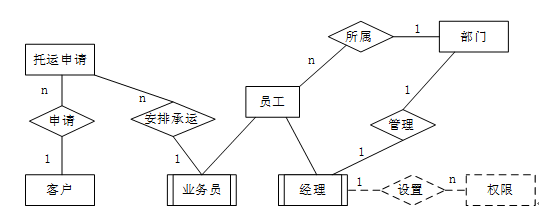 所属
1
部门
n
托运申请
n
n
员工
1
申请
安排承运
管理
1
1
1
客户
业务员
经理
1
设置
n
权限